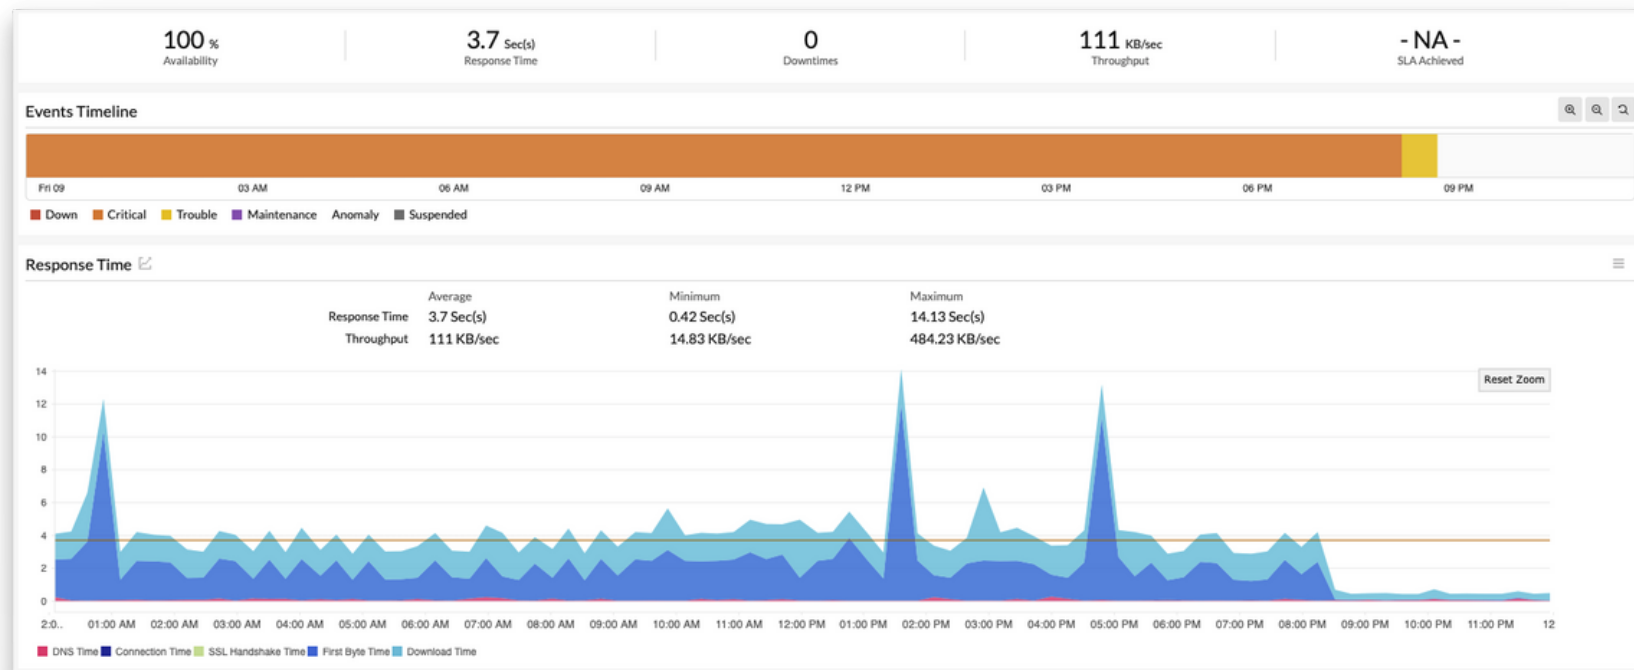 100 % 3.7 Sec(s) 0 111 KB/sec - NA -
Availability Response Time Downtimes Throughput SLA Achieved
Events Timeline
Fri 09 03 AM 06 AM 09 AM 12 PM 03 PM 06 PM 09 PM
Down Critical Trouble Maintenance Anomaly Suspended
Response Time
Average Minimum Maximum
Response Time 3.7 Sec(s) 0.42 Sec(s) 14.13 Sec(s)
Throughput 111 KB/sec 14.83 KB/sec 484.23 KB/sec
14
Reset Zoom
12
10
8
6
4
2
0
2:0.. 01:00 AM 02:00 AM 03:00 AM 04:00 AM 05:00 AM 06:00 AM 07:00 AM 08:00 AM 09:00 AM 10:00 AM 11:00 AM 12:00 PM 01:00 PM 02:00 PM 03:00 PM 04:00 PM 05:00 PM 06:00 PM 07:00 PM 08:00 PM 09:00 PM 10:00 PM 11:00 PM 12
DNS Time Connection Time SSL Handshake Time First Byte Time Download Time